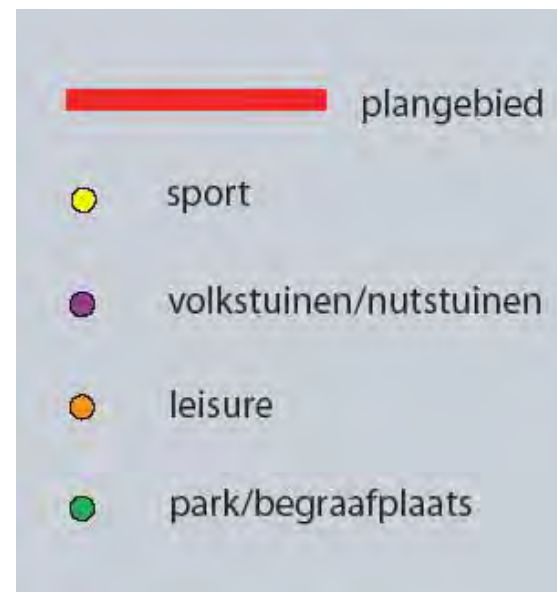 plangebied
sport
volkstuinen/nutstuinen
leisure
park/begraafplaats